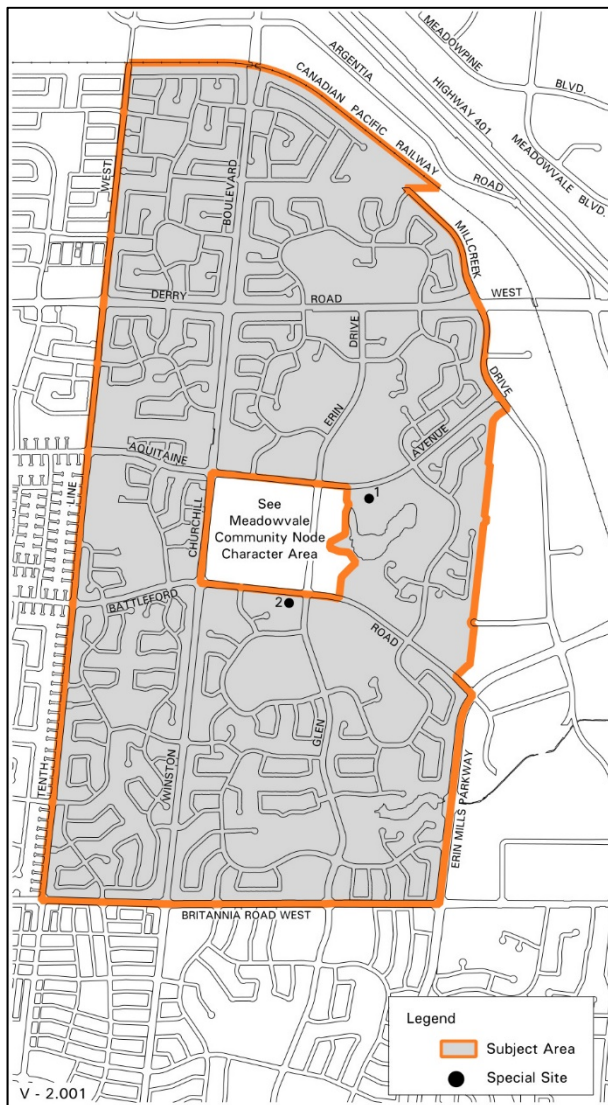 MEADOWPINE
BLVD.
ARGENTIA
HIGHWAY 401
CANADIAN PACIFIC RAILWAY
MEADOWVALE BLVD.
ROAD
WEST
BOULEVARD
MILLCREEK
DERRY
ROAD
WEST
DRIVE
DRIVE
ERIN
AVENUE
AQUITAINE
LINE
CHURCHILL
See
Meadowvale
Community Node
Character Area
1
BATTLEFORD
2
ROAD
GLEN
WINSTON
TENTH
ERIN MILLS PARKWAY
BRITANNIA ROAD WEST
Legend
Subject Area
Special Site
V - 2.001